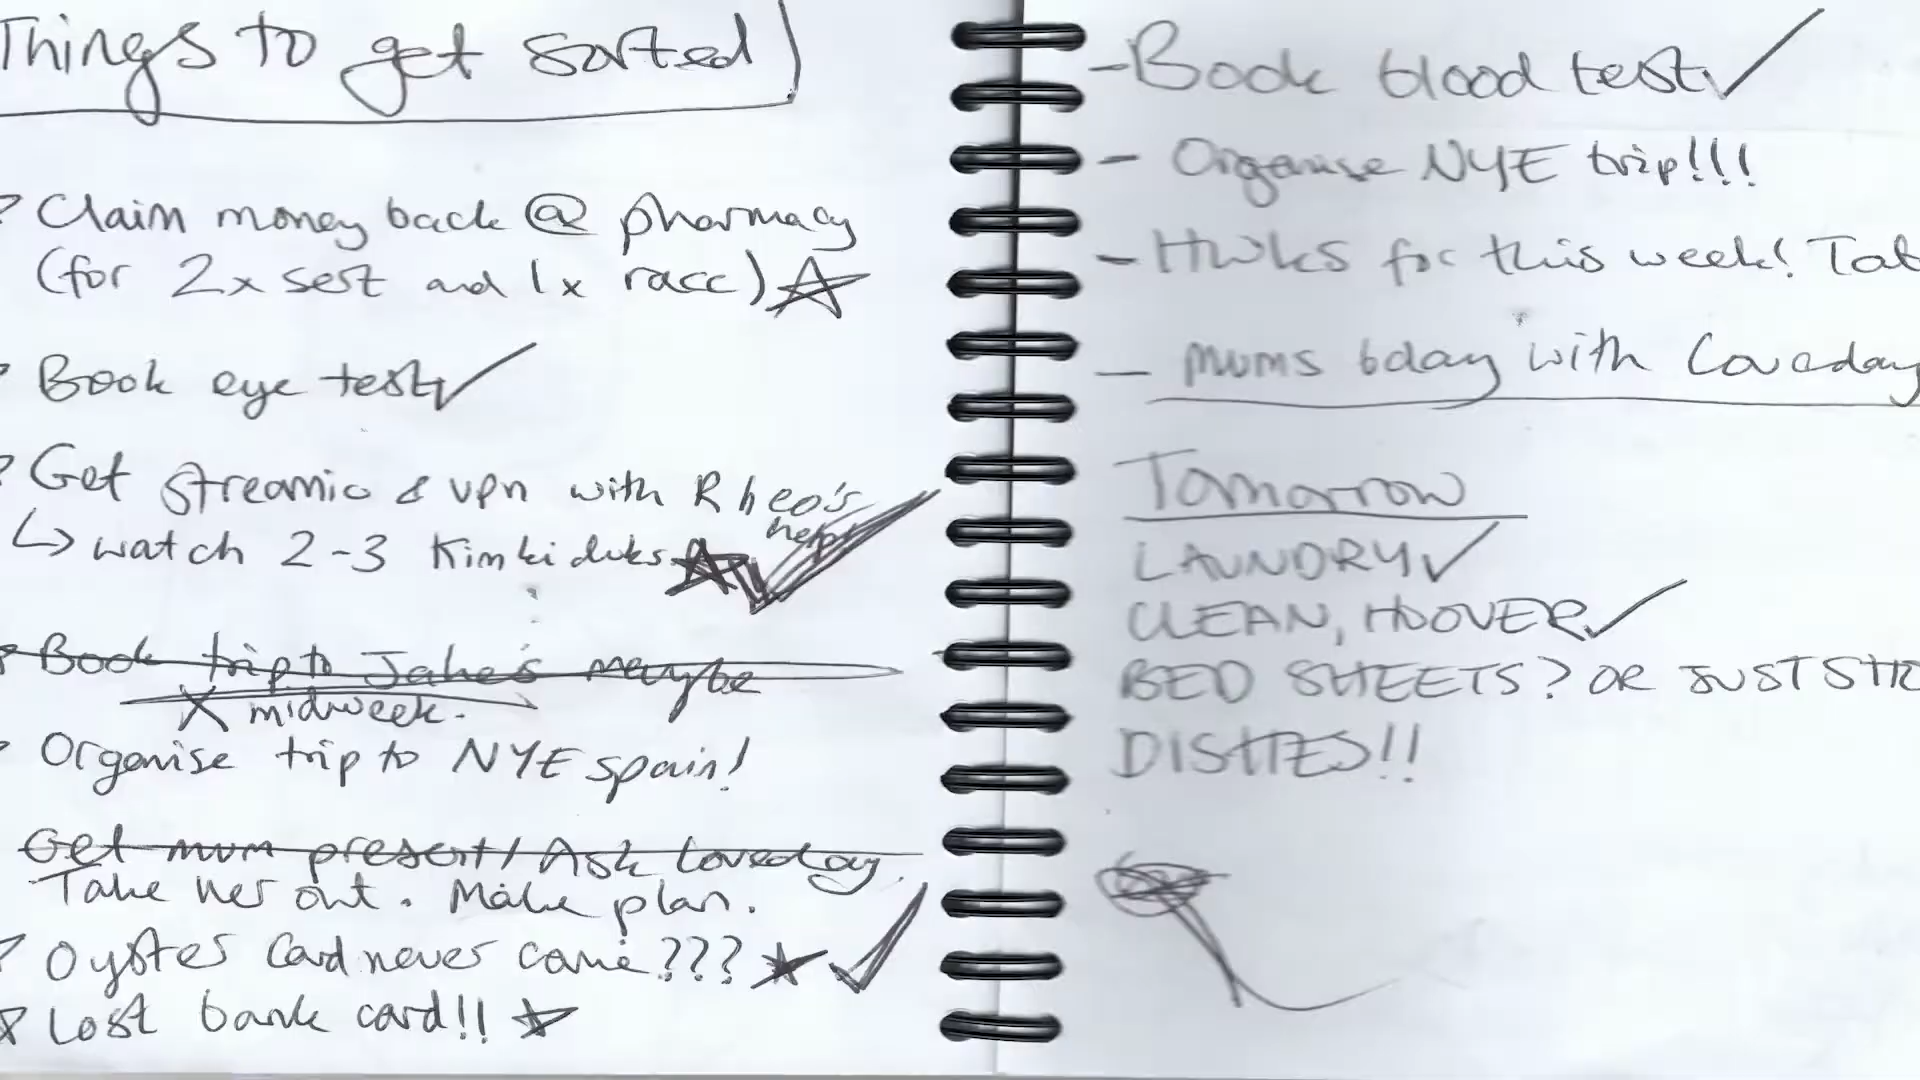 Things to get sorted
Claim money back @ pharmacy
(for 2x sest and 1x racc)
Book eye test
Get streamio & vpn with Rheo's
help
↳ watch 2-3 Kim ki duks
Book trip to Jake's maybe
midweek.
Organise trip to NYE spain!
Get mum present / Ask Loveday.
Take her out. Make plan.
Oyster card never came???
Lost bank card!!
- Book blood test
- Organise NYE trip!!!
- HWks for this week! Tat
- mums bday with Loveday
Tomorrow
LAUNDRY
CLEAN, HOOVER
BED SHEETS? OR JUST
DISHES!!